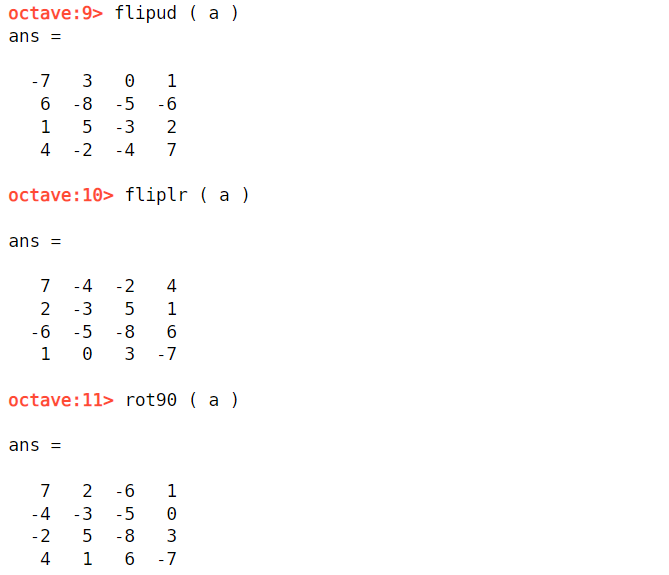 octave:9> flipud ( a )
ans =
-7 3 0 1
6 -8 -5 -6
1 5 -3 2
4 -2 -4 7
octave:10> fliplr ( a )
ans =
7 -4 -2 4
2 -3 5 1
-6 -5 -8 6
1 0 3 -7
octave:11> rot90 ( a )
ans =
7 2 -6 1
-4 -3 -5 0
-2 5 -8 3
4 1 6 -7